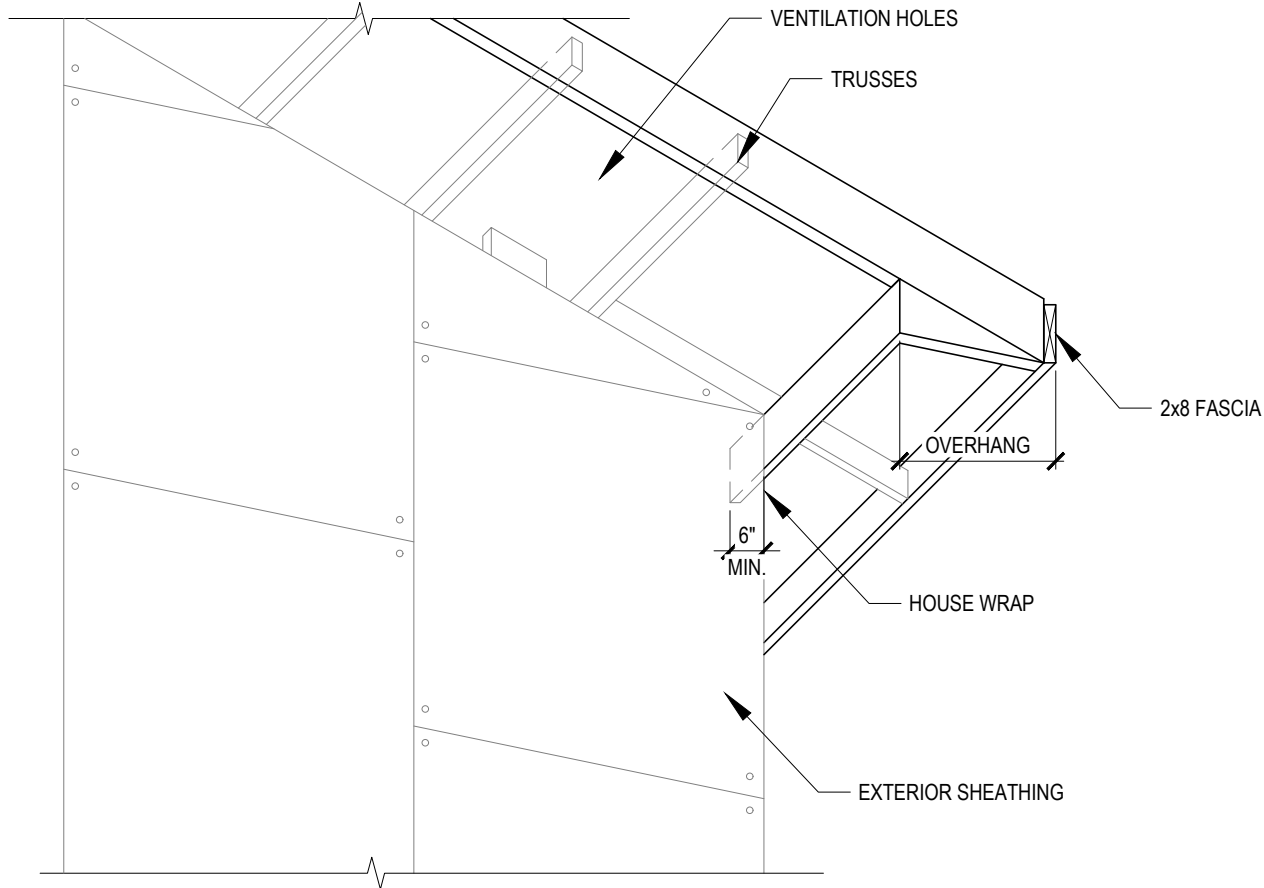 VENTILATION HOLES
TRUSSES
2x8 FASCIA
OVERHANG
6"
MIN.
HOUSE WRAP
EXTERIOR SHEATHING